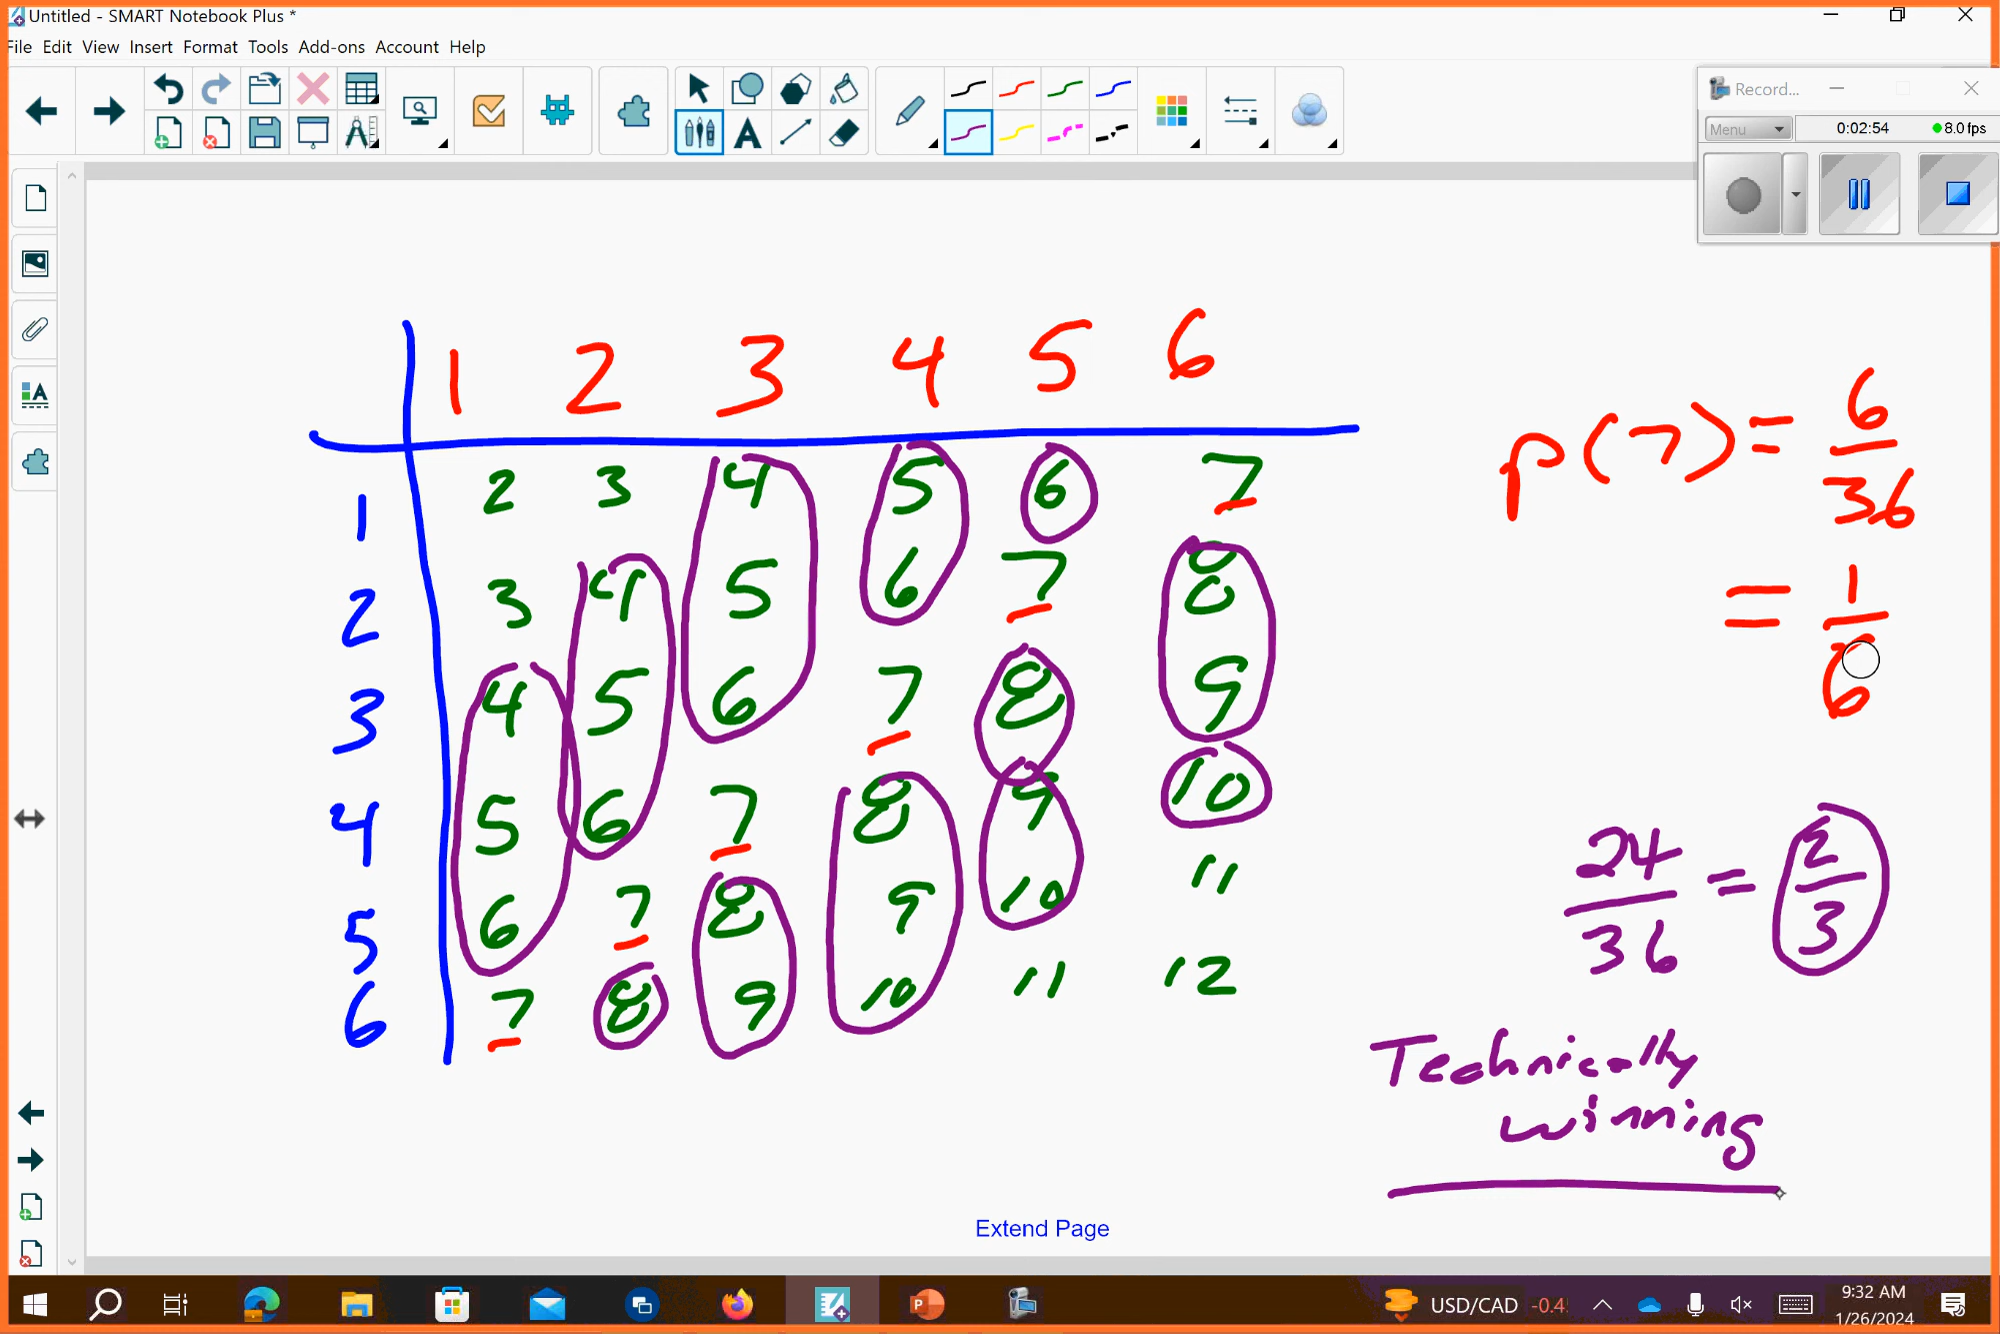 Untitled - SMART Notebook Plus *
File Edit View Insert Format Tools Add-ons Account Help
Record...
Menu 0:02:54 8.0 fps
1 2 3 4 5 6
1 2 3 4 5 6 7
2 3 4 5 6 7 8
3 4 5 6 7 8 9
4 5 6 7 8 9 10
5 6 7 8 9 10 11
6 7 8 9 10 11 12
P(7) = 6/36
= 1/6
24/36 = 2/3
Technically
winning
Extend Page
USD/CAD -0.4
9:32 AM
1/26/2024